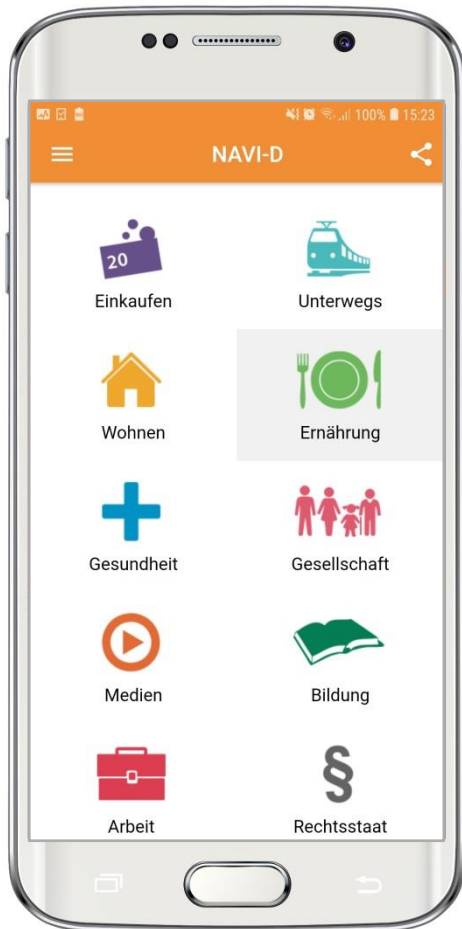 100% 15:23
NAVI-D
20
Einkaufen Unterwegs
Wohnen Ernährung
Gesundheit Gesellschaft
Medien Bildung
Arbeit § Rechtsstaat